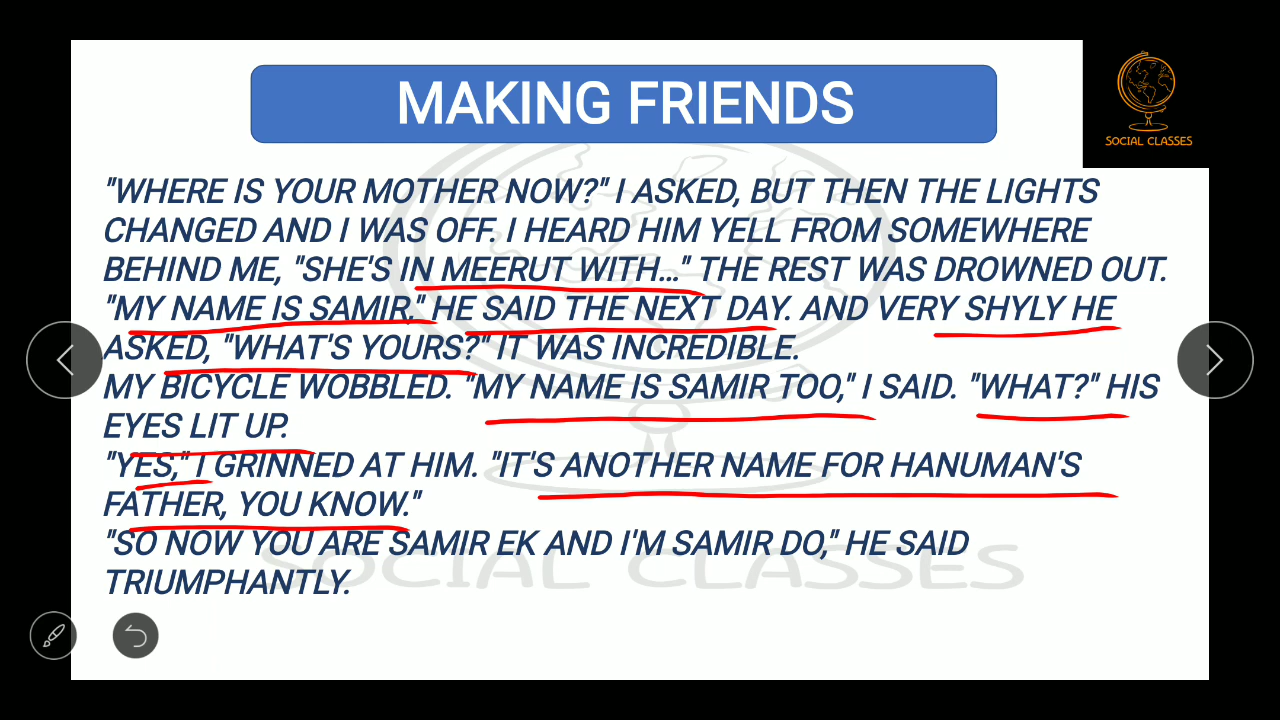 MAKING FRIENDS
SOCIAL CLASSES
"WHERE IS YOUR MOTHER NOW?" I ASKED, BUT THEN THE LIGHTS
CHANGED AND I WAS OFF. I HEARD HIM YELL FROM SOMEWHERE
BEHIND ME, "SHE'S IN MEERUT WITH..." THE REST WAS DROWNED OUT.
"MY NAME IS SAMIR." HE SAID THE NEXT DAY. AND VERY SHYLY HE
ASKED, "WHAT'S YOURS?" IT WAS INCREDIBLE.
MY BICYCLE WOBBLED. "MY NAME IS SAMIR TOO," I SAID. "WHAT?" HIS
EYES LIT UP.
"YES," I GRINNED AT HIM. "IT'S ANOTHER NAME FOR HANUMAN'S
FATHER, YOU KNOW."
"SO NOW YOU ARE SAMIR EK AND I'M SAMIR DO," HE SAID
TRIUMPHANTLY.
SOCIAL CLASSES